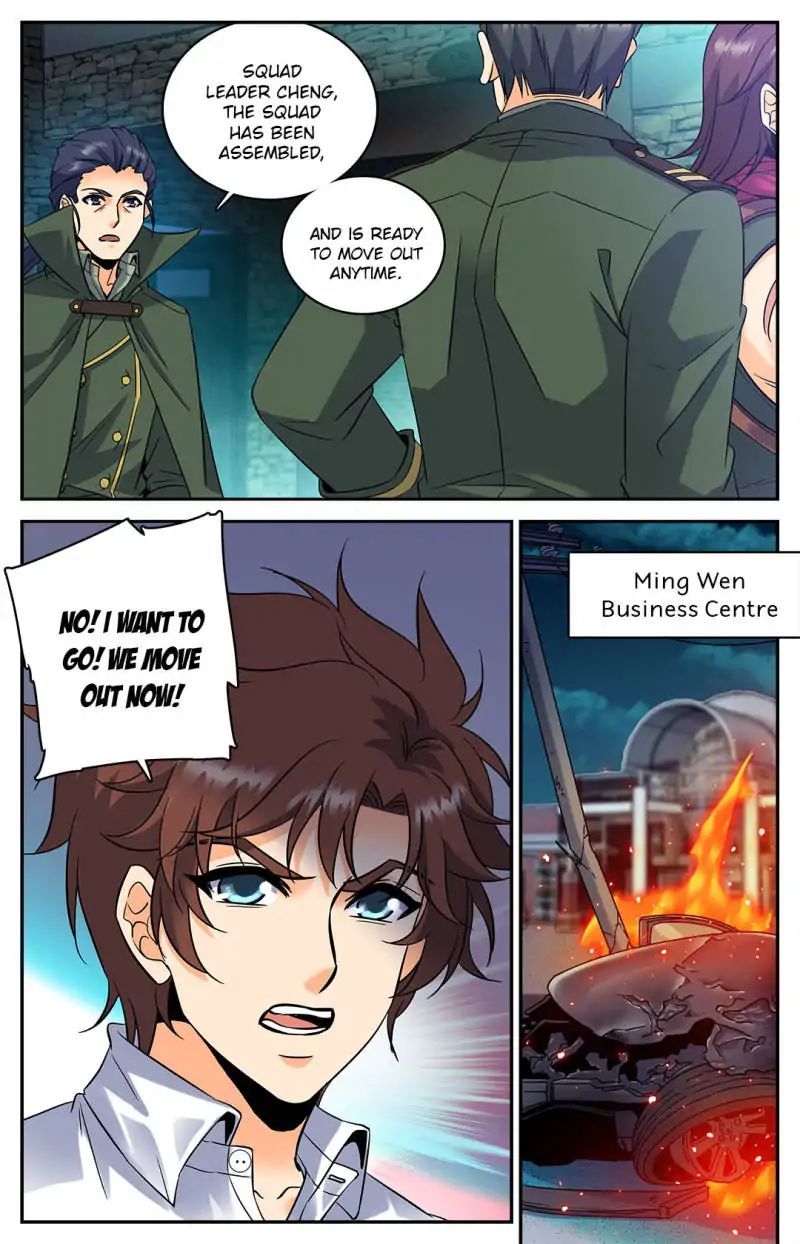 SQUAD
LEADER CHENG,
THE SQUAD
HAS BEEN
ASSEMBLED,
AND IS READY
TO MOVE OUT
ANYTIME.
NO! I WANT TO
GO! WE MOVE
OUT NOW!
Ming Wen
Business Centre